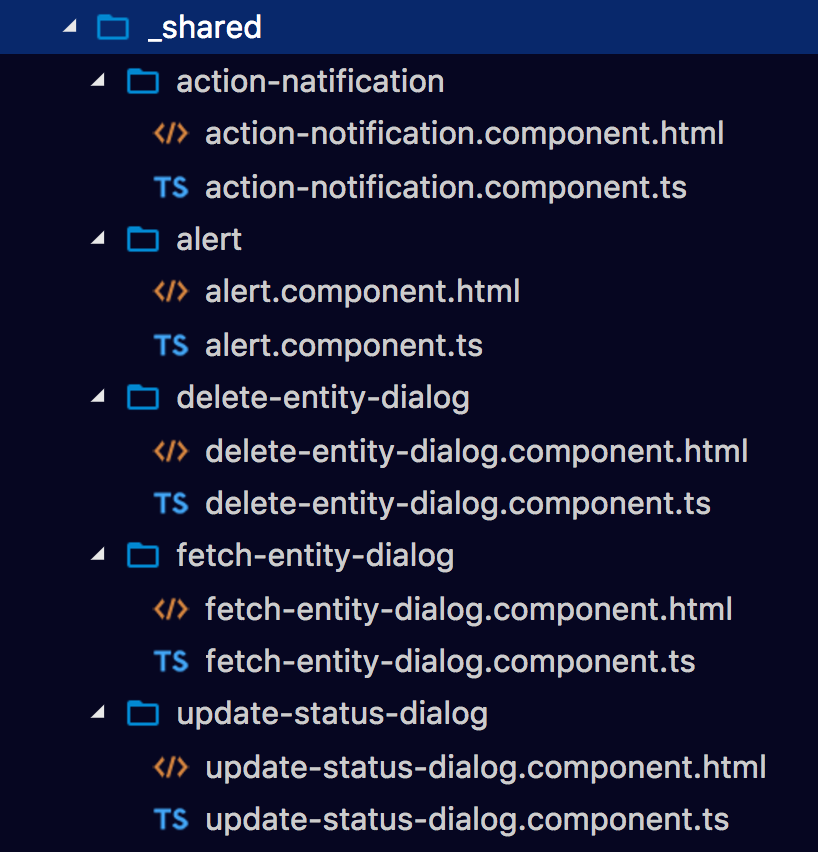 _shared
action-natification
</> action-notification.component.html
TS action-notification.component.ts
alert
</> alert.component.html
TS alert.component.ts
delete-entity-dialog
</> delete-entity-dialog.component.html
TS delete-entity-dialog.component.ts
fetch-entity-dialog
</> fetch-entity-dialog.component.html
TS fetch-entity-dialog.component.ts
update-status-dialog
</> update-status-dialog.component.html
TS update-status-dialog.component.ts